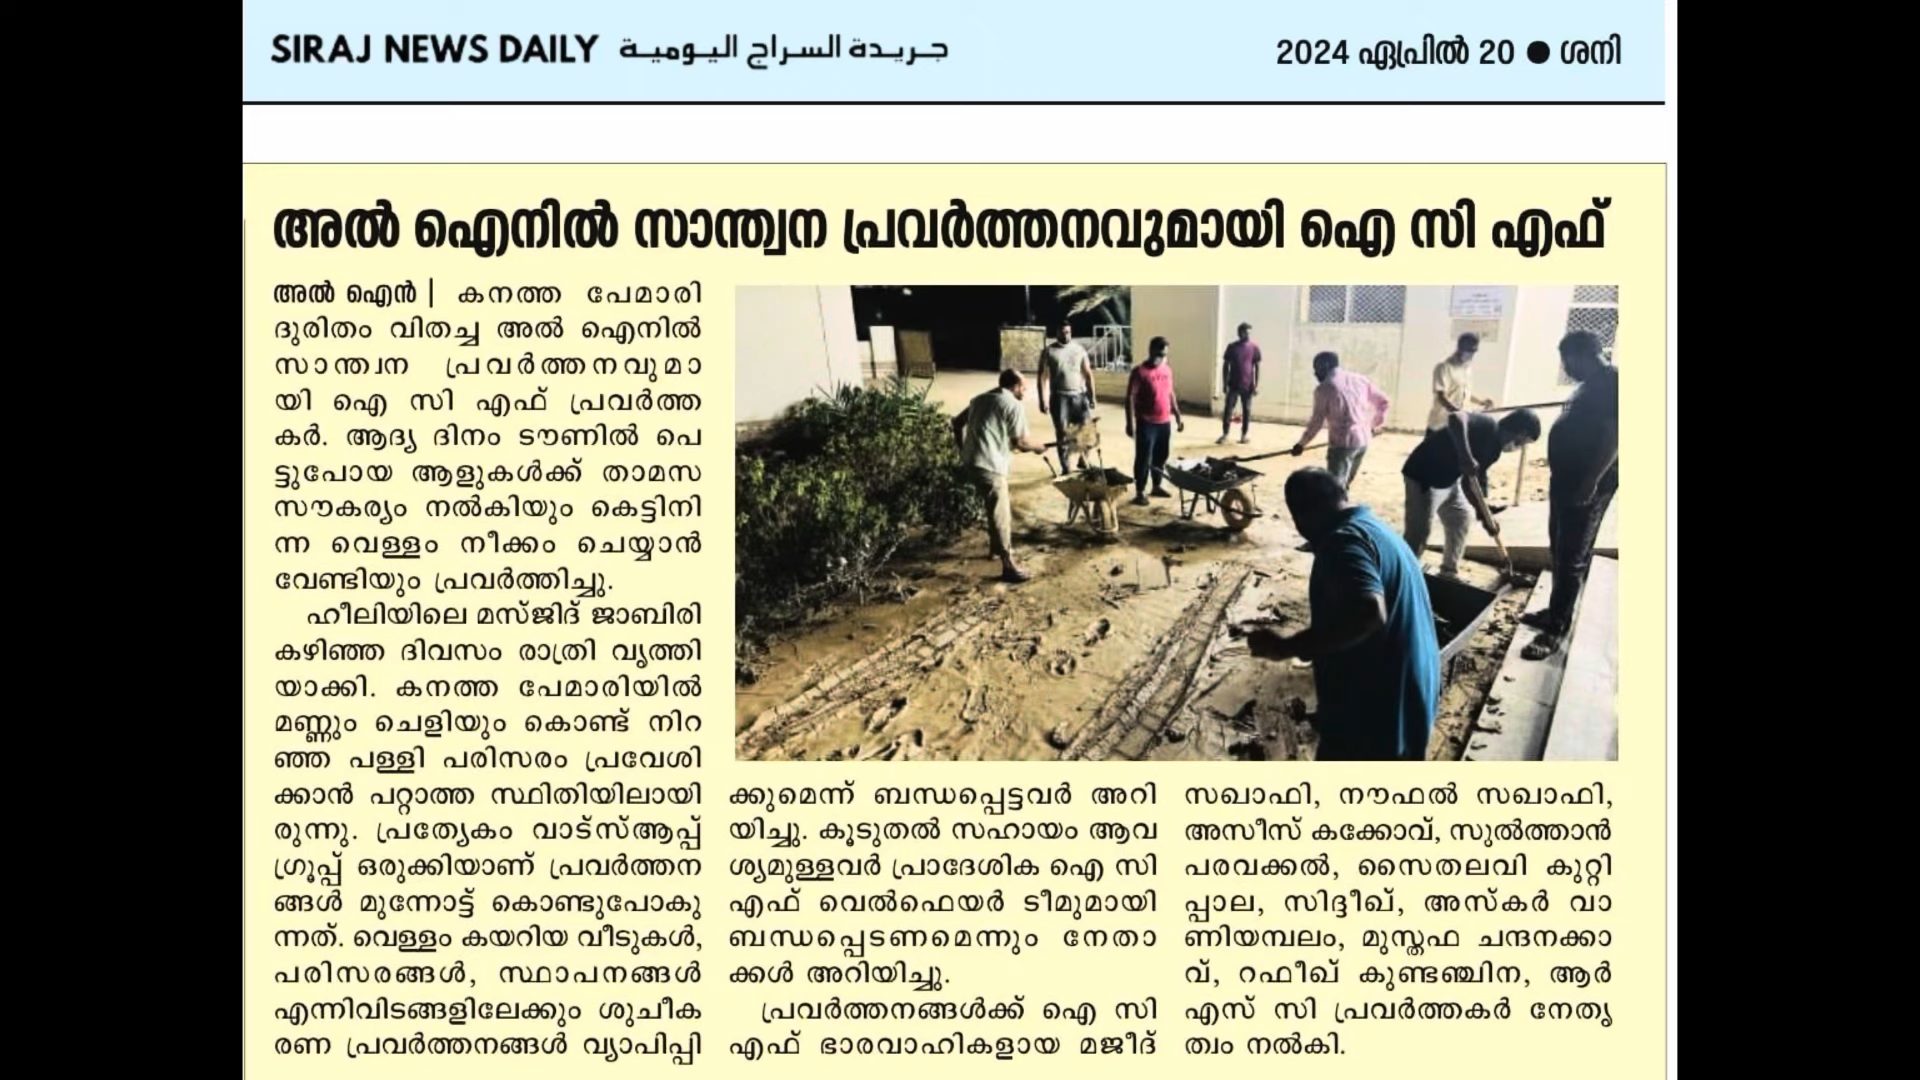 SIRAJ NEWS DAILY جريدة السراج اليومية
2024 ഏപ്രിൽ 20 ● ശനി
അൽ ഐനിൽ സാന്ത്വന പ്രവർത്തനവുമായി ഐ സി എഫ്
അൽ ഐൻ | കനത്ത പേമാരി
ദുരിതം വിതച്ച അൽ ഐനിൽ
സാന്ത്വന പ്രവർത്തനവുമാ
യി ഐ സി എഫ് പ്രവർത്ത
കർ. ആദ്യ ദിനം ടൗണിൽ പെ
ട്ടുപോയ ആളുകൾക്ക് താമസ
സൗകര്യം നൽകിയും കെട്ടിനി
ന്ന വെള്ളം നീക്കം ചെയ്യാൻ
വേണ്ടിയും പ്രവർത്തിച്ചു.
ഹീലിയിലെ മസ്ജിദ് ജാബിരി
കഴിഞ്ഞ ദിവസം രാത്രി വൃത്തി
യാക്കി. കനത്ത പേമാരിയിൽ
മണ്ണും ചെളിയും കൊണ്ട് നിറ
ഞ്ഞ പള്ളി പരിസരം പ്രവേശി
ക്കാൻ പറ്റാത്ത സ്ഥിതിയിലായി
രുന്നു. പ്രത്യേകം വാട്സ്ആപ്പ്
ഗ്രൂപ്പ് ഒരുക്കിയാണ് പ്രവർത്തന
ങ്ങൾ മുന്നോട്ട് കൊണ്ടുപോകു
ന്നത്. വെള്ളം കയറിയ വീടുകൾ,
പരിസരങ്ങൾ, സ്ഥാപനങ്ങൾ
എന്നിവിടങ്ങളിലേക്കും ശുചീക
രണ പ്രവർത്തനങ്ങൾ വ്യാപിപ്പി
ക്കുമെന്ന് ബന്ധപ്പെട്ടവർ അറി
യിച്ചു. കൂടുതൽ സഹായം ആവ
ശ്യമുള്ളവർ പ്രാദേശിക ഐ സി
എഫ് വെൽഫെയർ ടീമുമായി
ബന്ധപ്പെടണമെന്നും നേതാ
ക്കൾ അറിയിച്ചു.
പ്രവർത്തനങ്ങൾക്ക് ഐ സി
എഫ് ഭാരവാഹികളായ മജീദ്
സഖാഫി, നൗഫൽ സഖാഫി,
അസീസ് കക്കോവ്, സുൽത്താൻ
പരവക്കൽ, സൈതലവി കുറ്റി
പ്പാല, സിദ്ദീഖ്, അസ്കർ വാ
ണിയമ്പലം, മുസ്തഫ ചന്ദനക്കാ
വ്, റഫീഖ് കുണ്ടഞ്ചിന, ആർ
എസ് സി പ്രവർത്തകർ നേതൃ
ത്വം നൽകി.